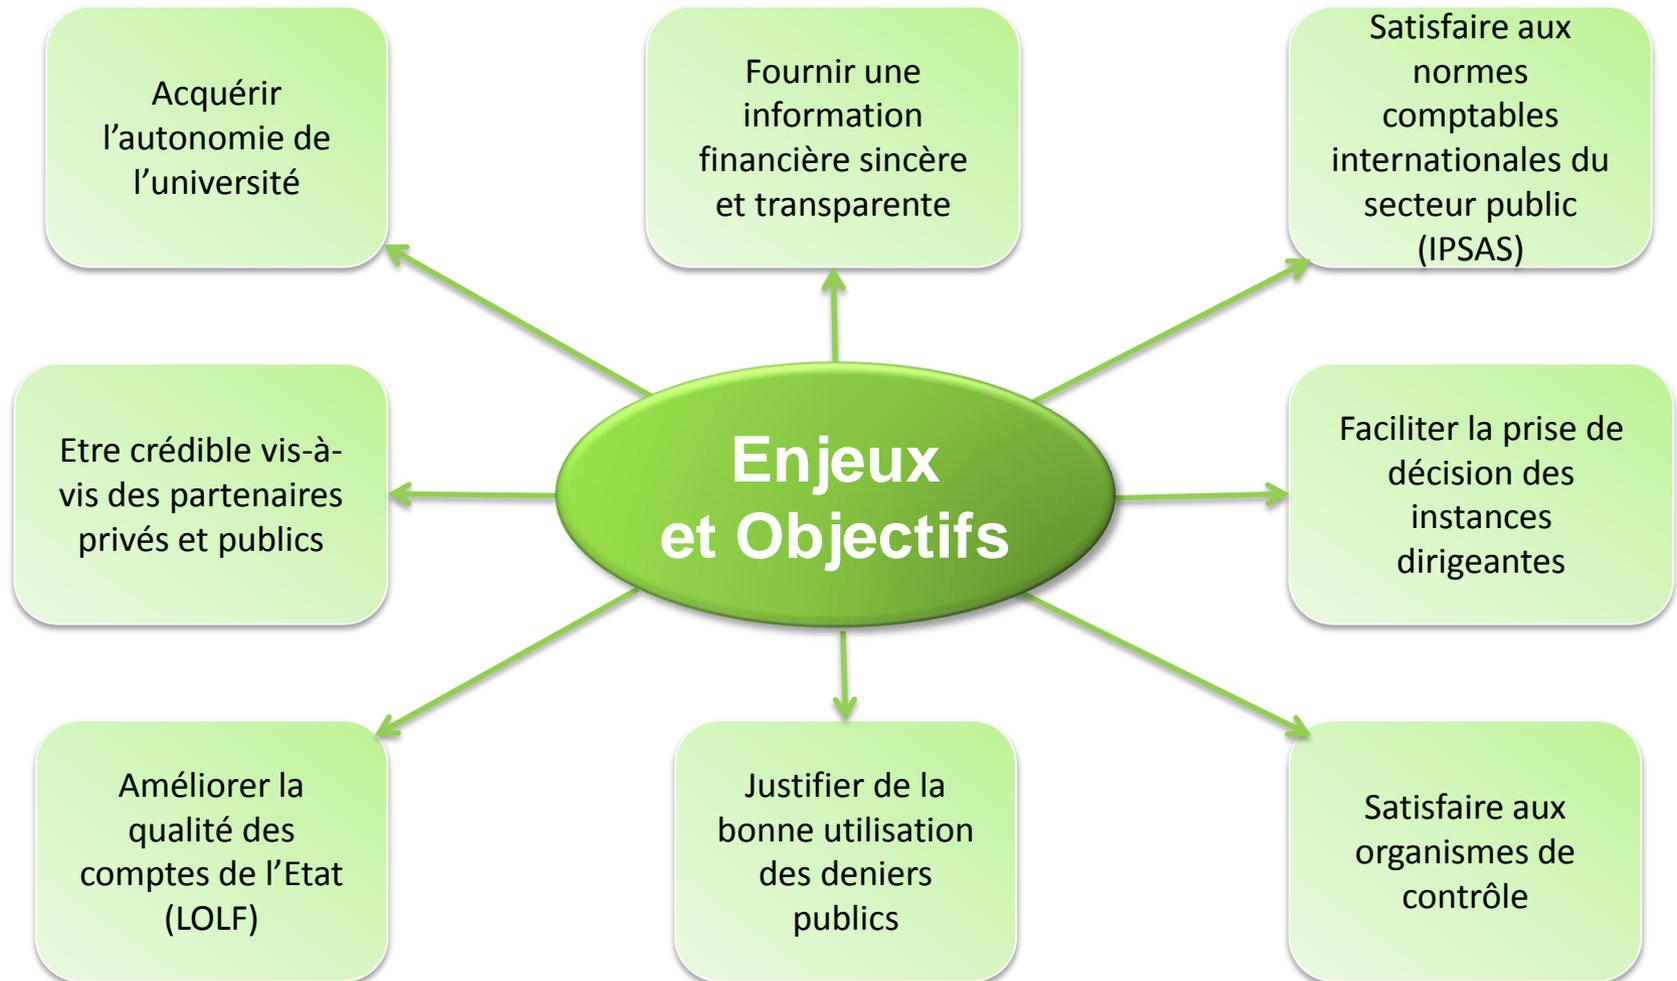 Acquérir
l’autonomie de
l’université
Fournir une
information
financière sincère
et transparente
Satisfaire aux
normes
comptables
internationales du
secteur public
(IPSAS)
Etre crédible vis-à-
vis des partenaires
privés et publics
Enjeux
et Objectifs
Faciliter la prise de
décision des
instances
dirigeantes
Améliorer la
qualité des
comptes de l’Etat
(LOLF)
Justifier de la
bonne utilisation
des deniers
publics
Satisfaire aux
organismes de
contrôle